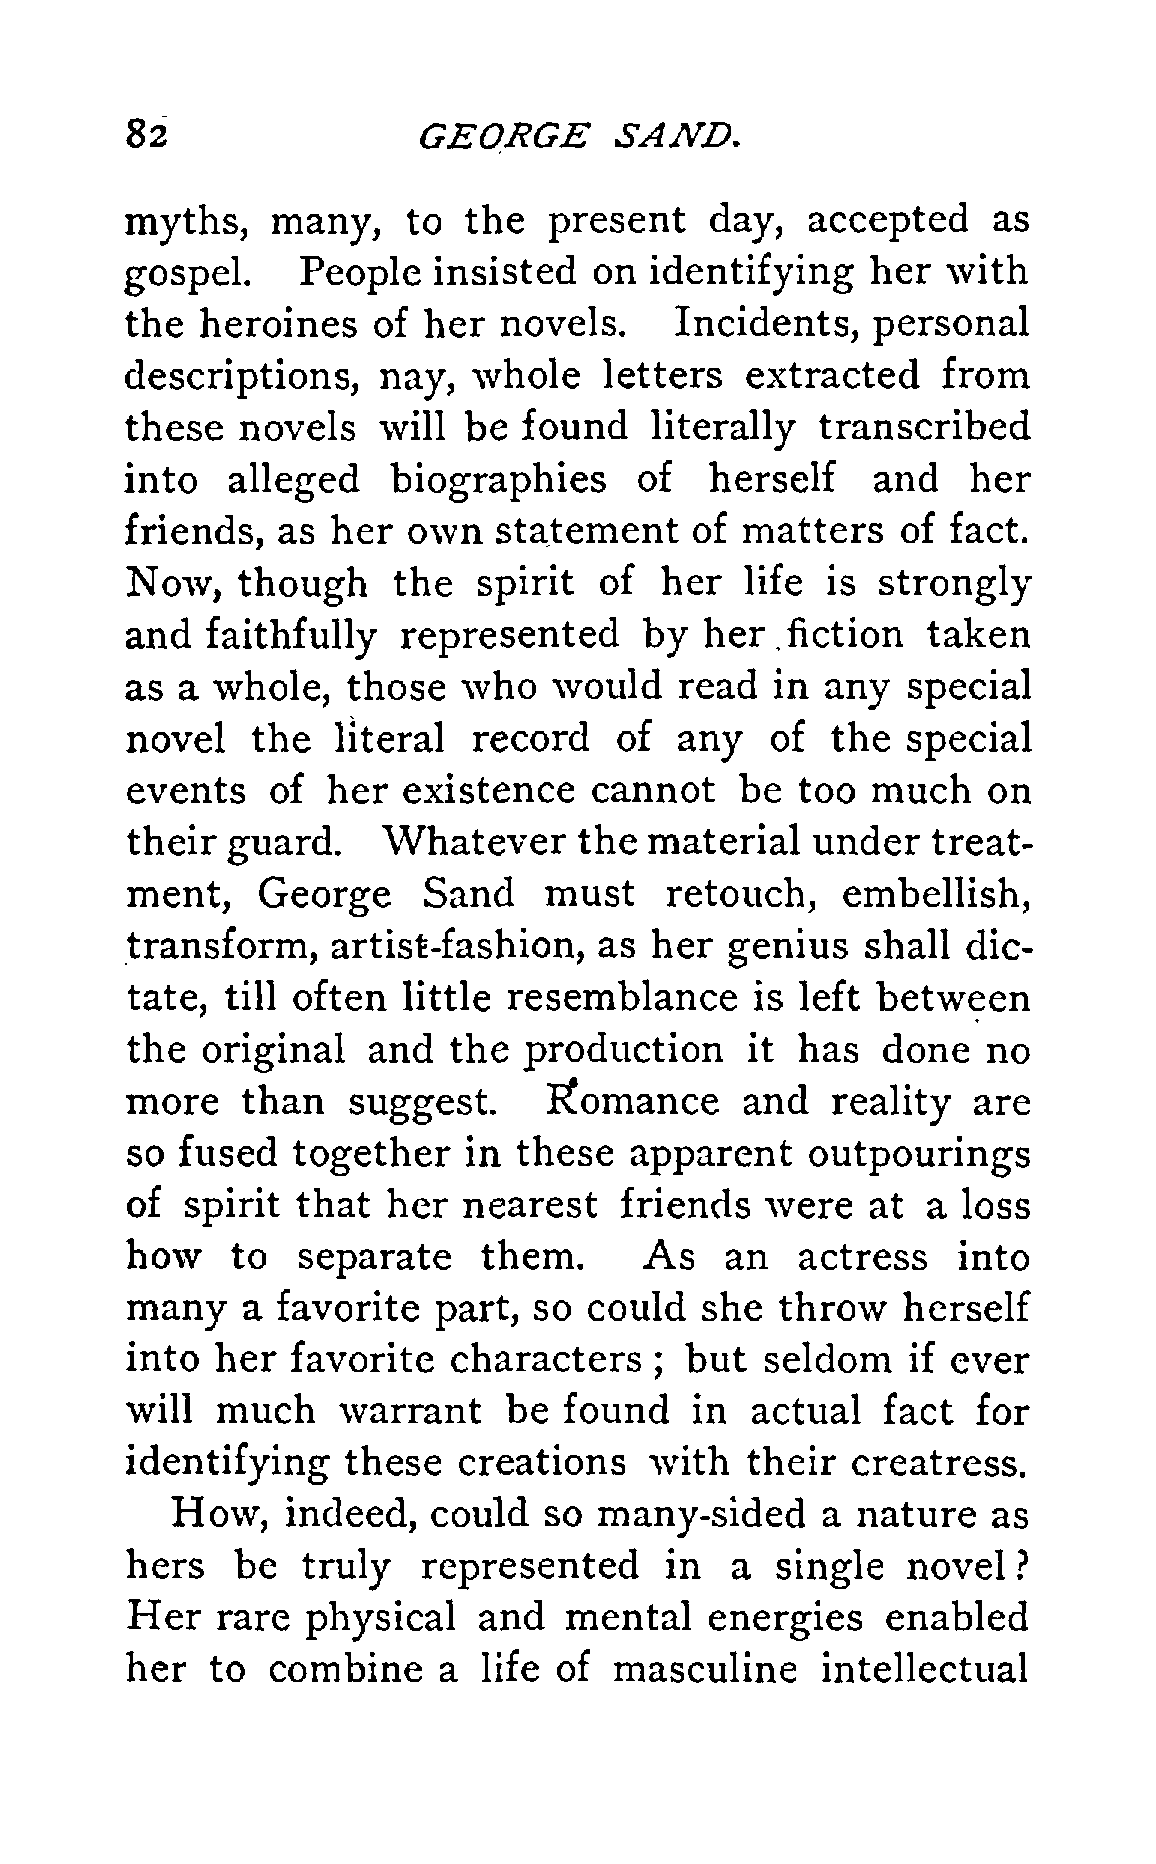 82 GEORGE SAND.
myths, many, to the present day, accepted as
gospel. People insisted on identifying her with
the heroines of her novels. Incidents, personal
descriptions, nay, whole letters extracted from
these novels will be found literally transcribed
into alleged biographies of herself and her
friends, as her own statement of matters of fact.
Now, though the spirit of her life is strongly
and faithfully represented by her fiction taken
as a whole, those who would read in any special
novel the literal record of any of the special
events of her existence cannot be too much on
their guard. Whatever the material under treat-
ment, George Sand must retouch, embellish,
transform, artist-fashion, as her genius shall dic-
tate, till often little resemblance is left between
the original and the production it has done no
more than suggest. Romance and reality are
so fused together in these apparent outpourings
of spirit that her nearest friends were at a loss
how to separate them. As an actress into
many a favorite part, so could she throw herself
into her favorite characters ; but seldom if ever
will much warrant be found in actual fact for
identifying these creations with their creatress.
How, indeed, could so many-sided a nature as
hers be truly represented in a single novel ?
Her rare physical and mental energies enabled
her to combine a life of masculine intellectual